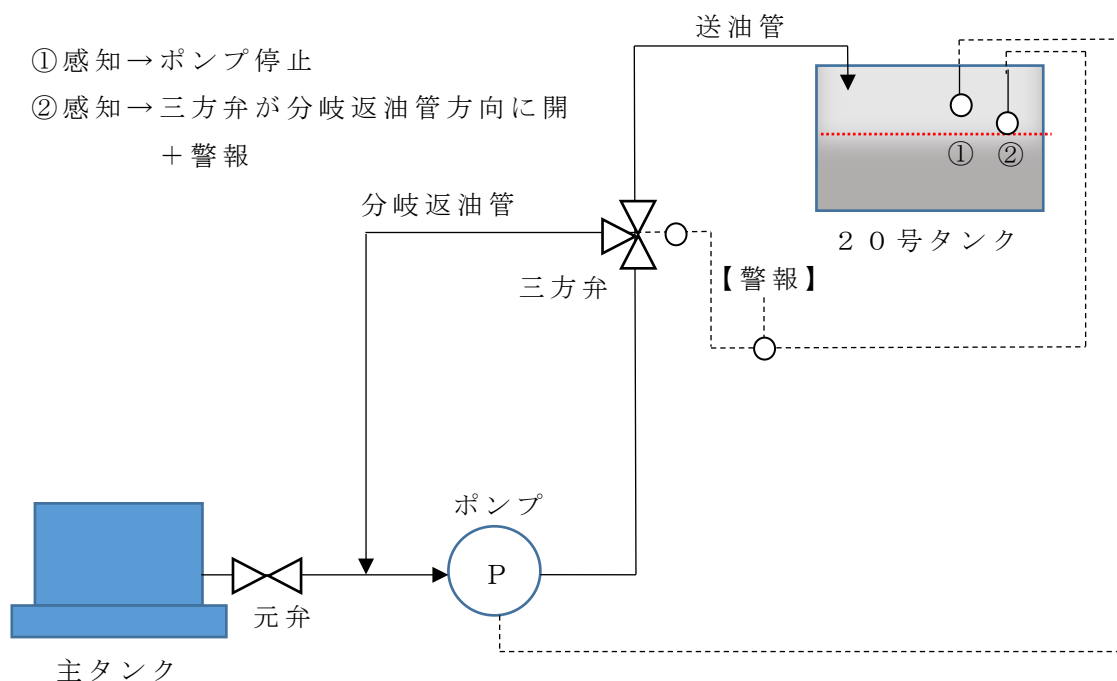 送油管
①感知→ポンプ停止
②感知→三方弁が分岐返油管方向に開
＋警報
① ②
分岐返油管
２０号タンク
三方弁
【警報】
ポンプ
Ｐ
元弁
主タンク